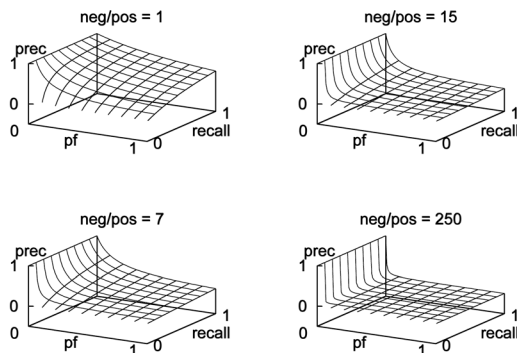 neg/pos = 1
prec
1
0
0
pf
1
0
recall
1
neg/pos = 15
prec
1
0
0
pf
1
0
recall
1
neg/pos = 7
prec
1
0
0
pf
1
0
recall
1
neg/pos = 250
prec
1
0
0
pf
1
0
recall
1